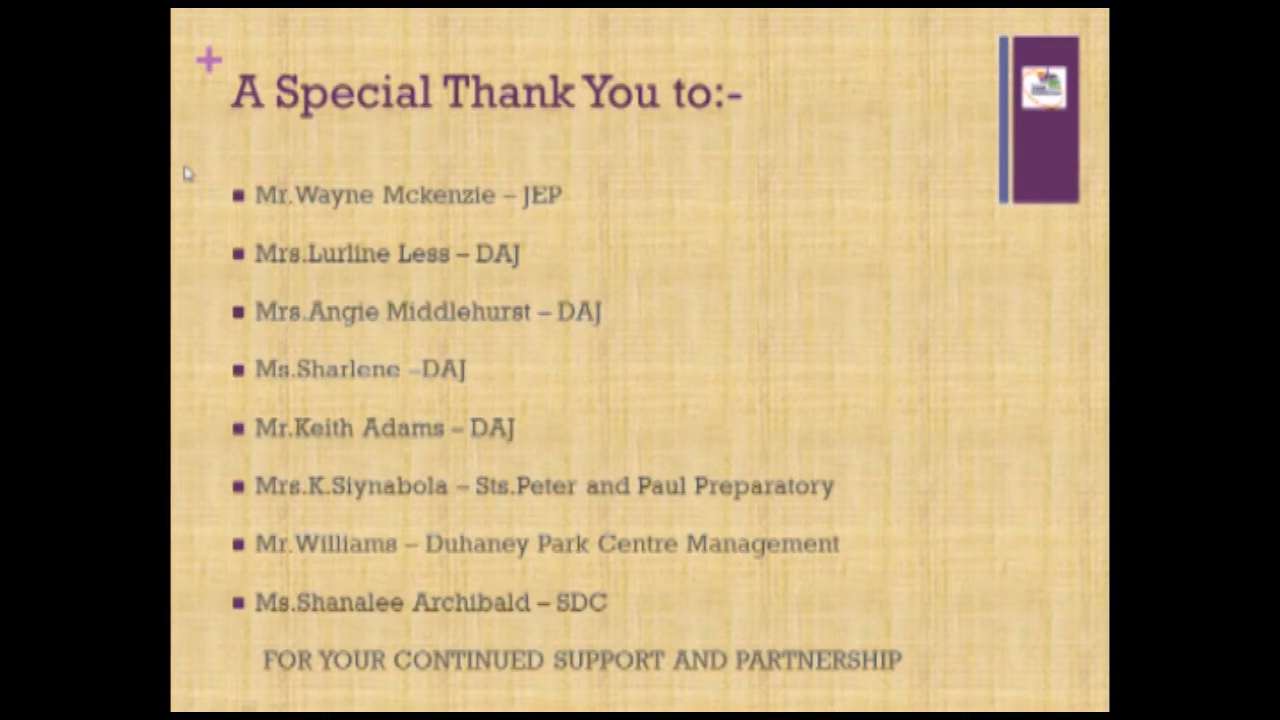 +
A Special Thank You to:-
Mr.Wayne Mckenzie – JEP
Mrs.Lurline Less – DAJ
Mrs.Angie Middlehurst – DAJ
Ms.Sharlene –DAJ
Mr.Keith Adams – DAJ
Mrs.K.Siynabola – Sts.Peter and Paul Preparatory
Mr.Williams – Duhaney Park Centre Management
Ms.Shanalee Archibald – SDC
FOR YOUR CONTINUED SUPPORT AND PARTNERSHIP